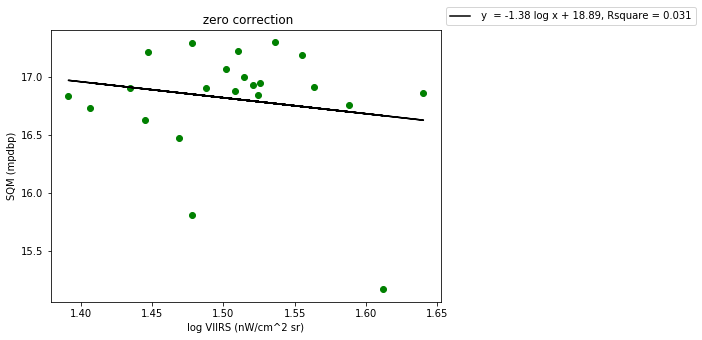 zero correction
y = -1.38 log x + 18.89, Rsquare = 0.031
17.0
16.5
16.0
15.5
SQM (mpdbp)
1.40
1.45
1.50
1.55
1.60
1.65
log VIIRS (nW/cm^2 sr)